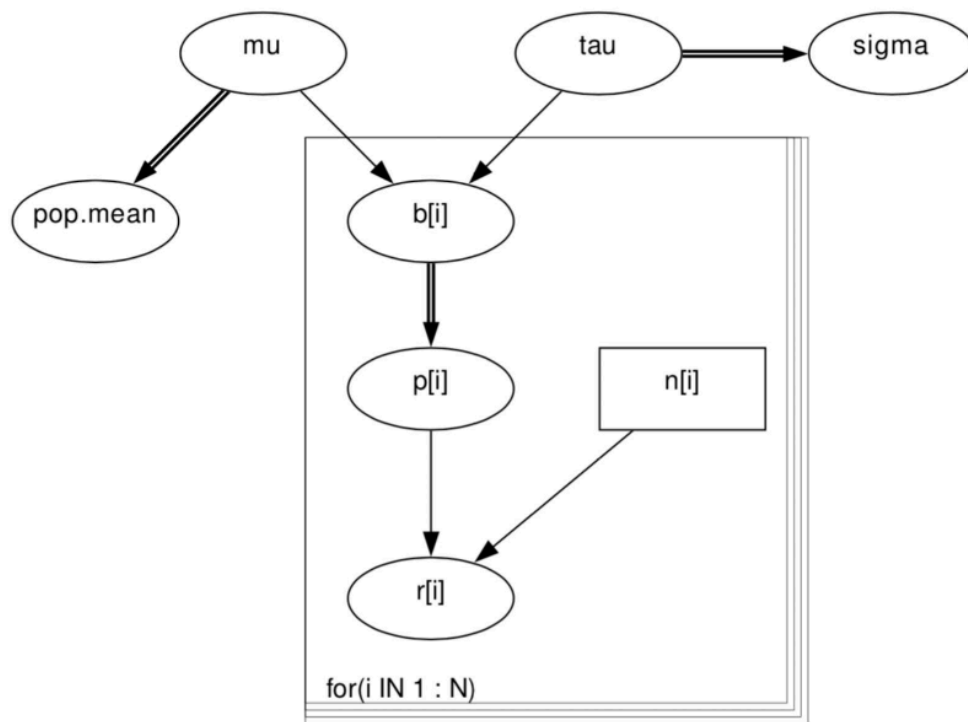 mu
tau
sigma
pop.mean
b[i]
p[i]
n[i]
r[i]
for(i IN 1 : N)